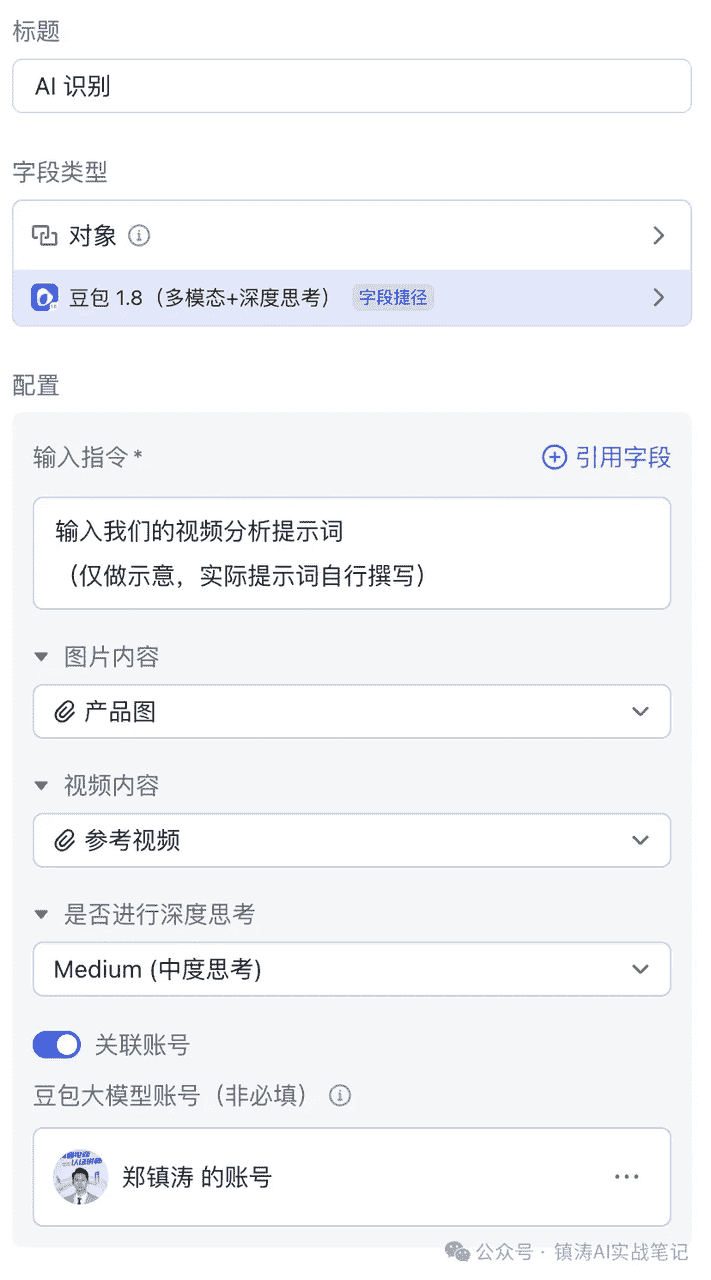 标题
AI 识别
字段类型
对象
豆包 1.8（多模态+深度思考） 字段捷径
配置
输入指令 * 引用字段
输入我们的视频分析提示词
（仅做示意，实际提示词自行撰写）
图片内容
产品图
视频内容
参考视频
是否进行深度思考
Medium (中度思考)
关联账号
豆包大模型账号（非必填）
郑镇涛 的账号
公众号 · 镇涛AI实战笔记